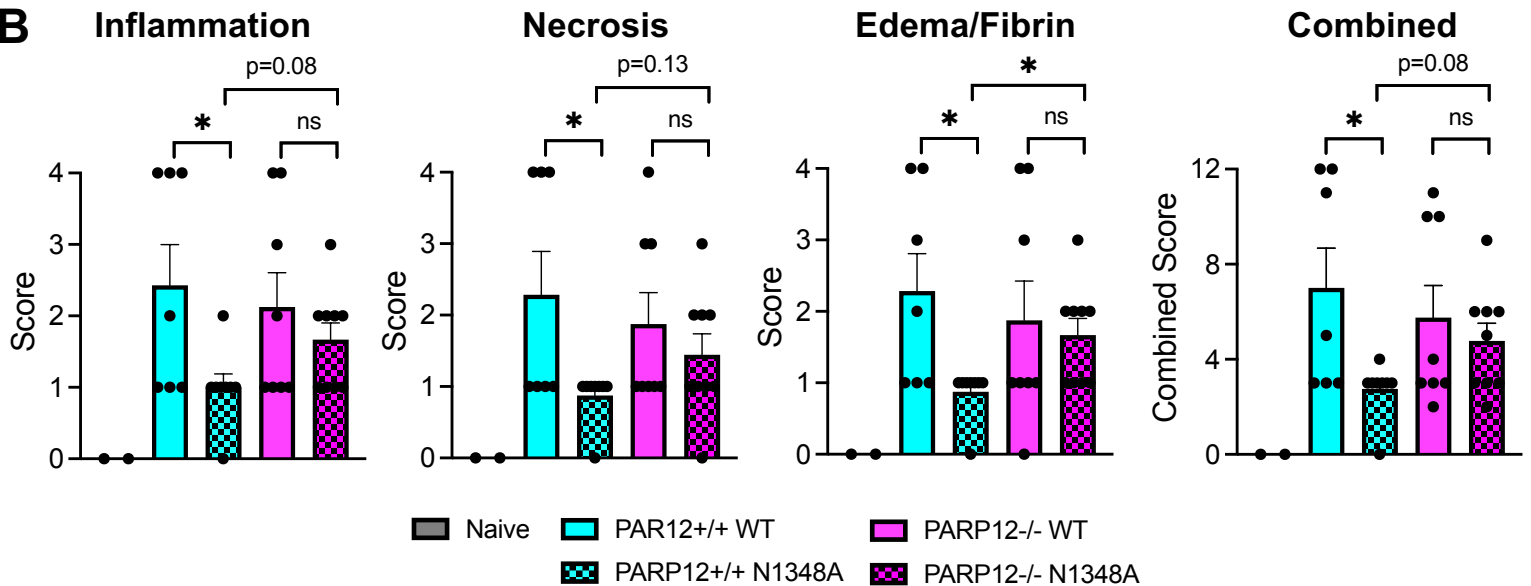 B
Inflammation
Necrosis
Edema/Fibrin
Combined
p=0.08
p=0.13
*
p=0.08
*
ns
*
ns
*
ns
*
ns
Score
4
3
2
1
0
Score
4
3
2
1
0
Score
4
3
2
1
0
Combined Score
12
8
4
0
Naive
PAR12+/+ WT
PARP12-/- WT
PARP12+/+ N1348A
PARP12-/- N1348A